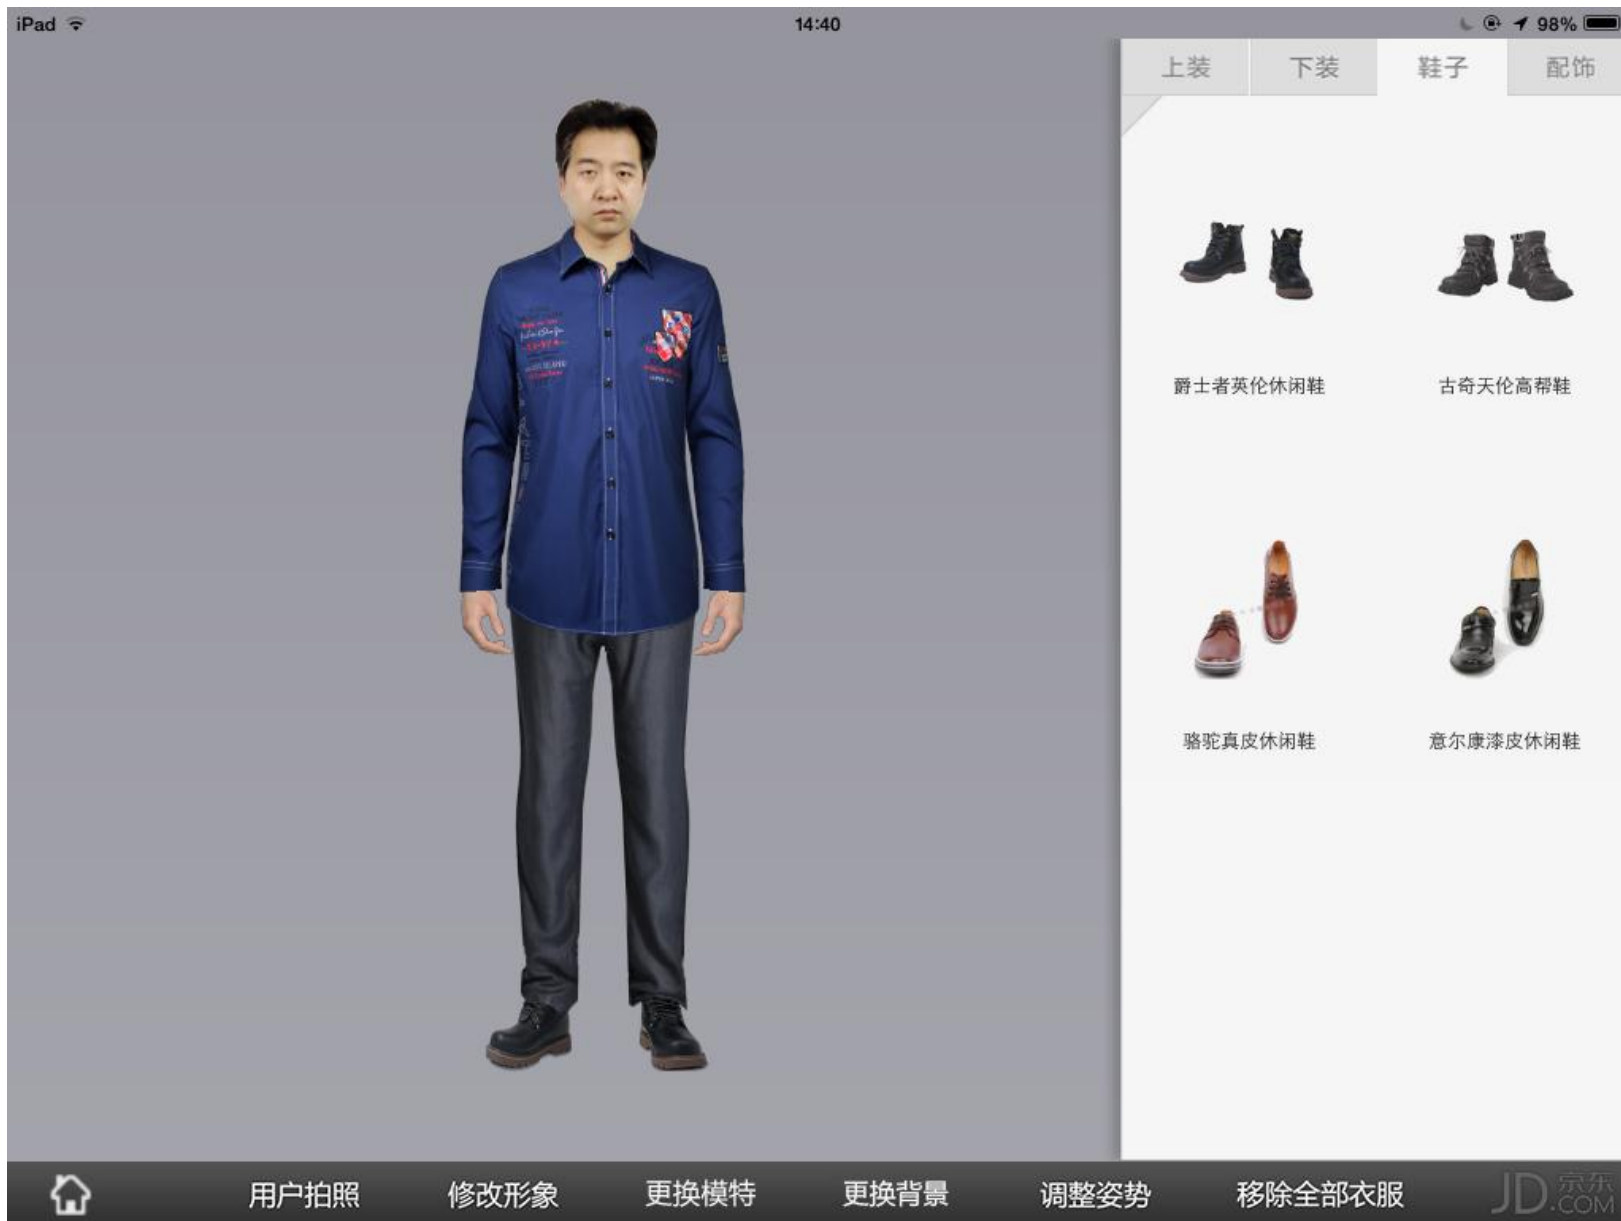 iPad
14:40
98%
上装
下装
鞋子
配饰
爵士者英伦休闲鞋
古奇天伦高帮鞋
骆驼真皮休闲鞋
意尔康漆皮休闲鞋
用户拍照
修改形象
更换模特
更换背景
调整姿势
移除全部衣服
JD京东
.COM